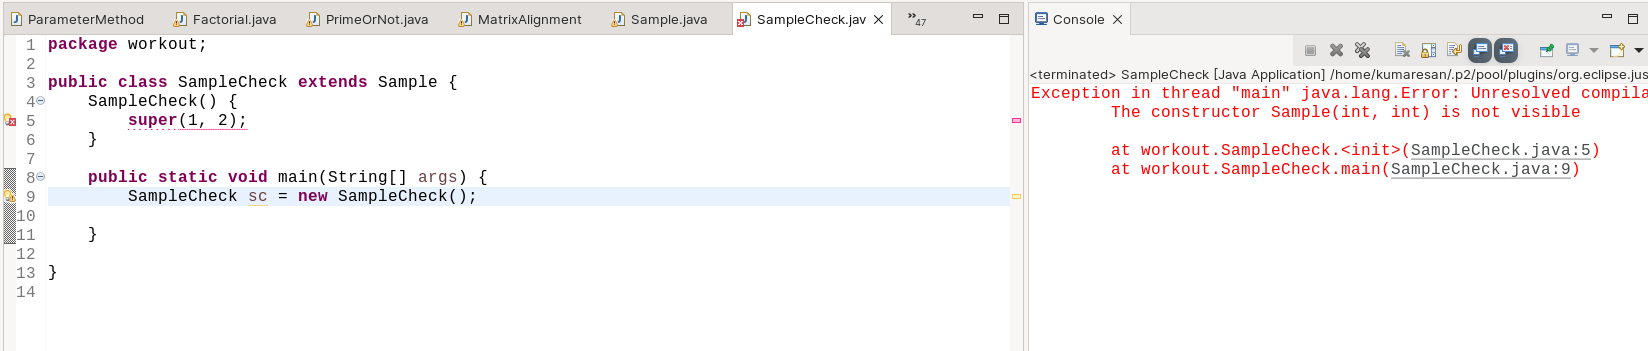 ParameterMethod Factorial.java PrimeOrNot.java MatrixAlignment Sample.java SampleCheck.jav »47
1 package workout;
2
3 public class SampleCheck extends Sample {
4 SampleCheck() {
5 super(1, 2);
6 }
7
8 public static void main(String[] args) {
9 SampleCheck sc = new SampleCheck();
10
11 }
12
13 }
14
Console
<terminated> SampleCheck [Java Application] /home/kumaresan/.p2/pool/plugins/org.eclipse.jus
Exception in thread "main" java.lang.Error: Unresolved compila
The constructor Sample(int, int) is not visible
at workout.SampleCheck.<init>(SampleCheck.java:5)
at workout.SampleCheck.main(SampleCheck.java:9)